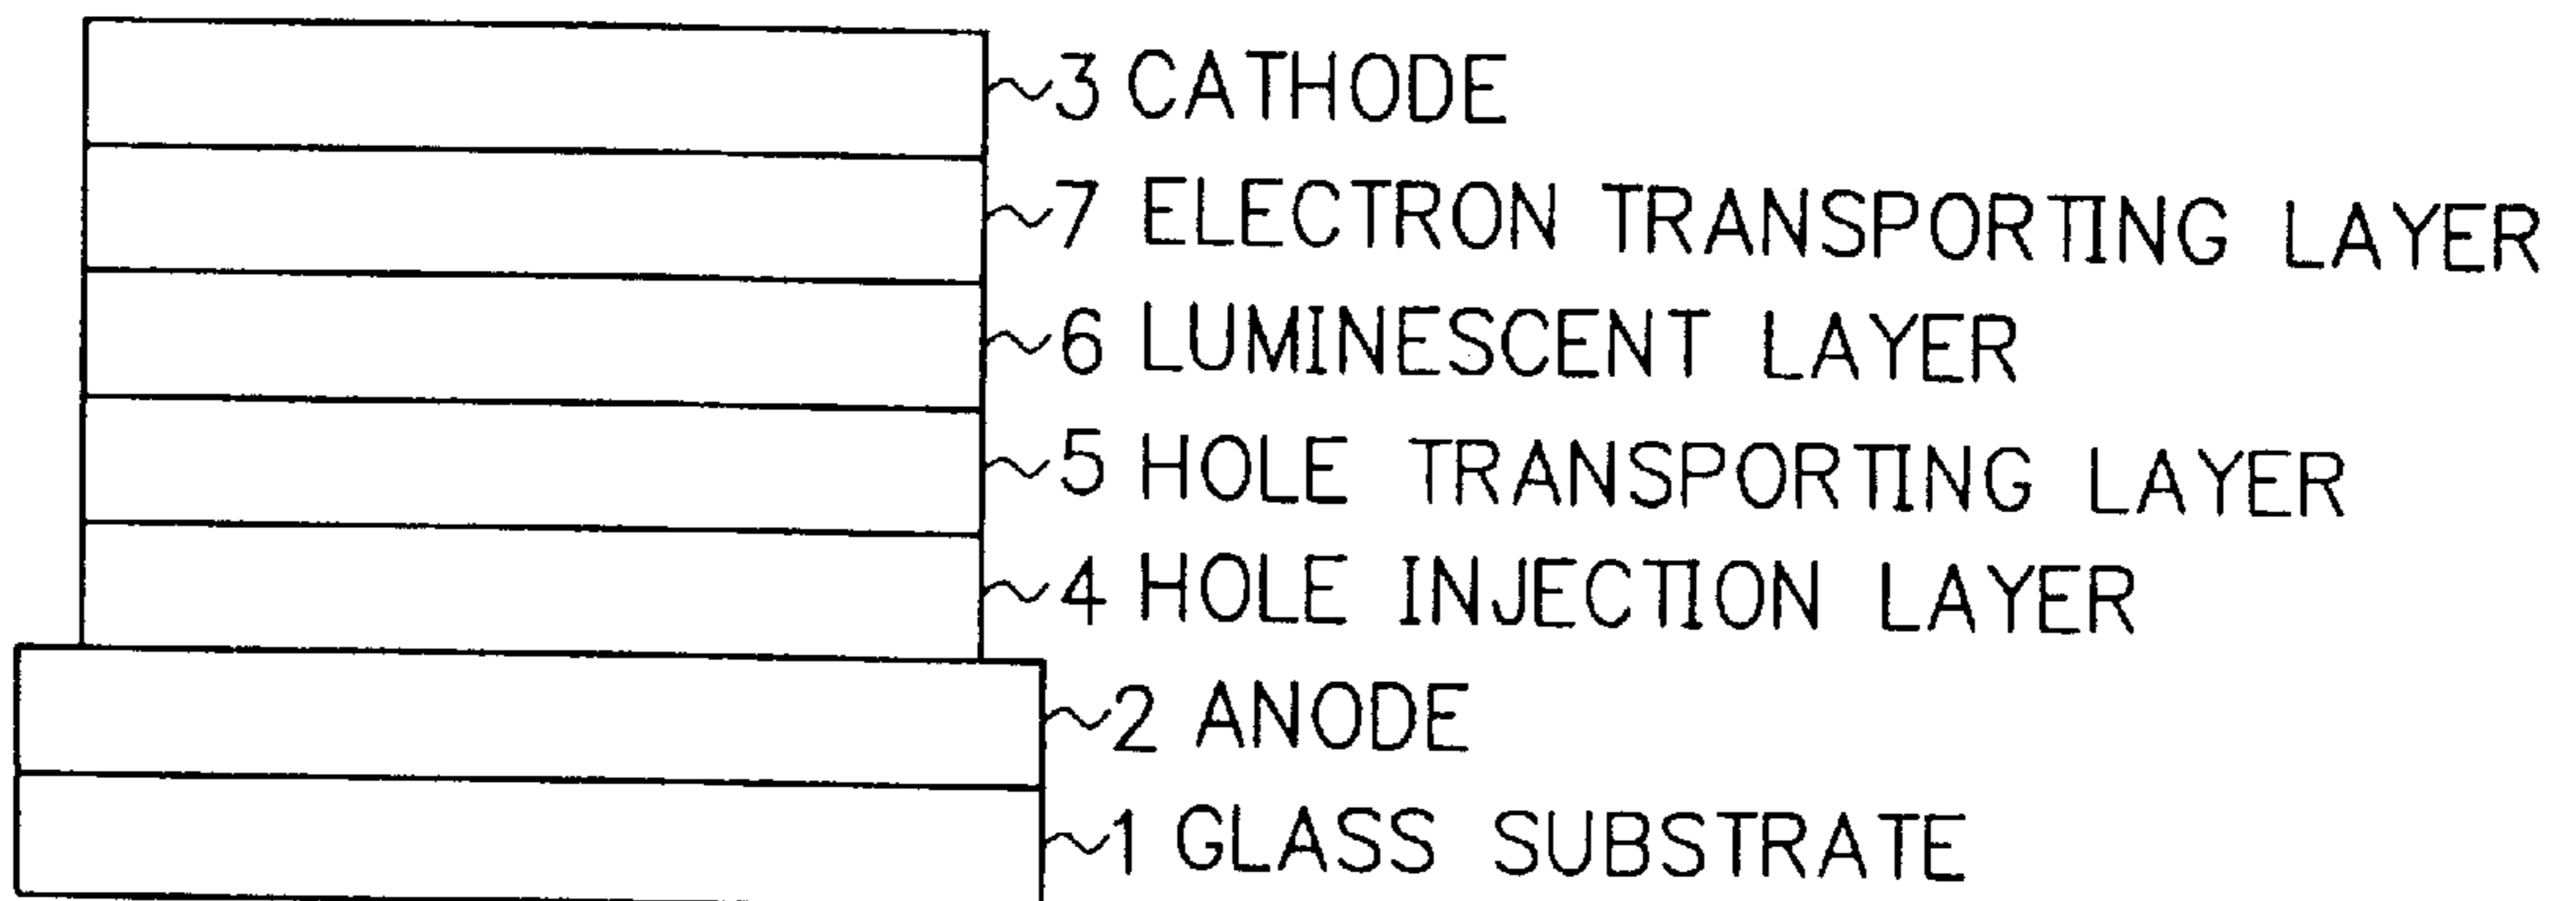 3 CATHODE
7 ELECTRON TRANSPORTING LAYER
6 LUMINESCENT LAYER
5 HOLE TRANSPORTING LAYER
4 HOLE INJECTION LAYER
2 ANODE
1 GLASS SUBSTRATE